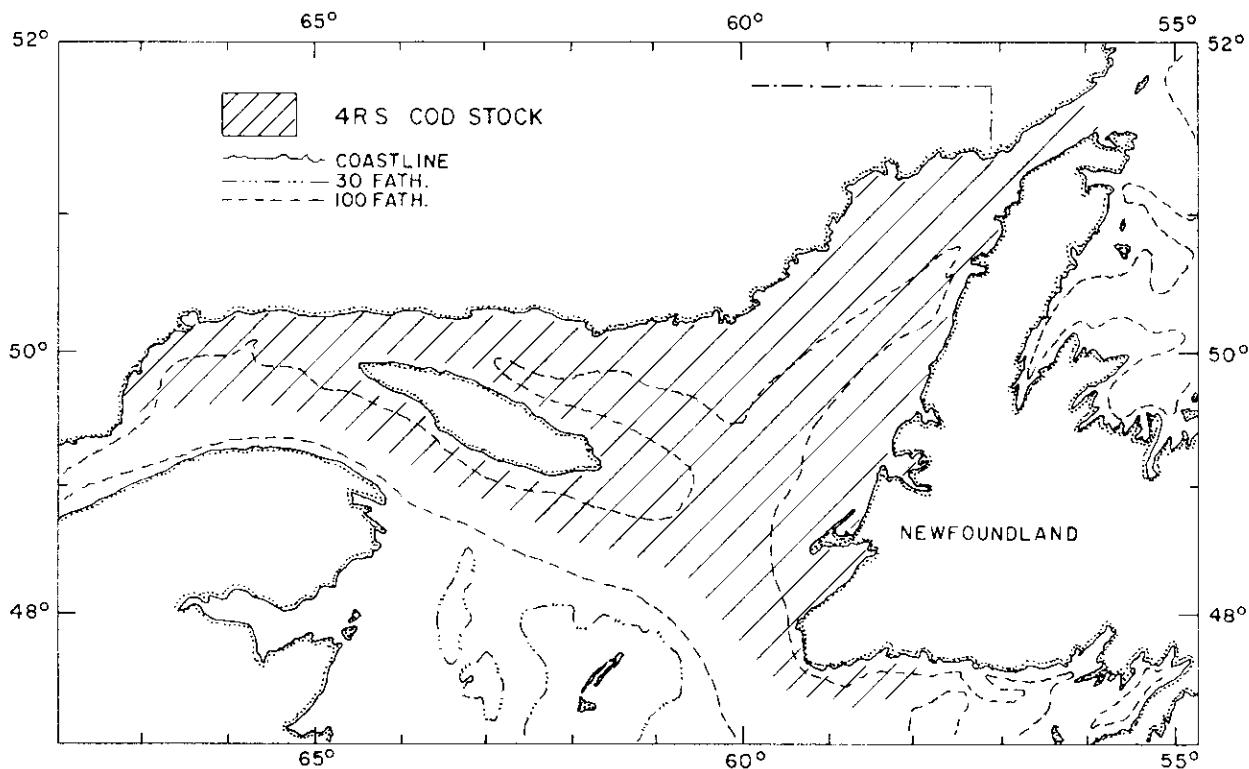 65° 60° 55°
52° 52°
4RS COD STOCK
COASTLINE
30 FATH.
100 FATH.
50° 50°
NEWFOUNDLAND
48° 48°
65° 60° 55°